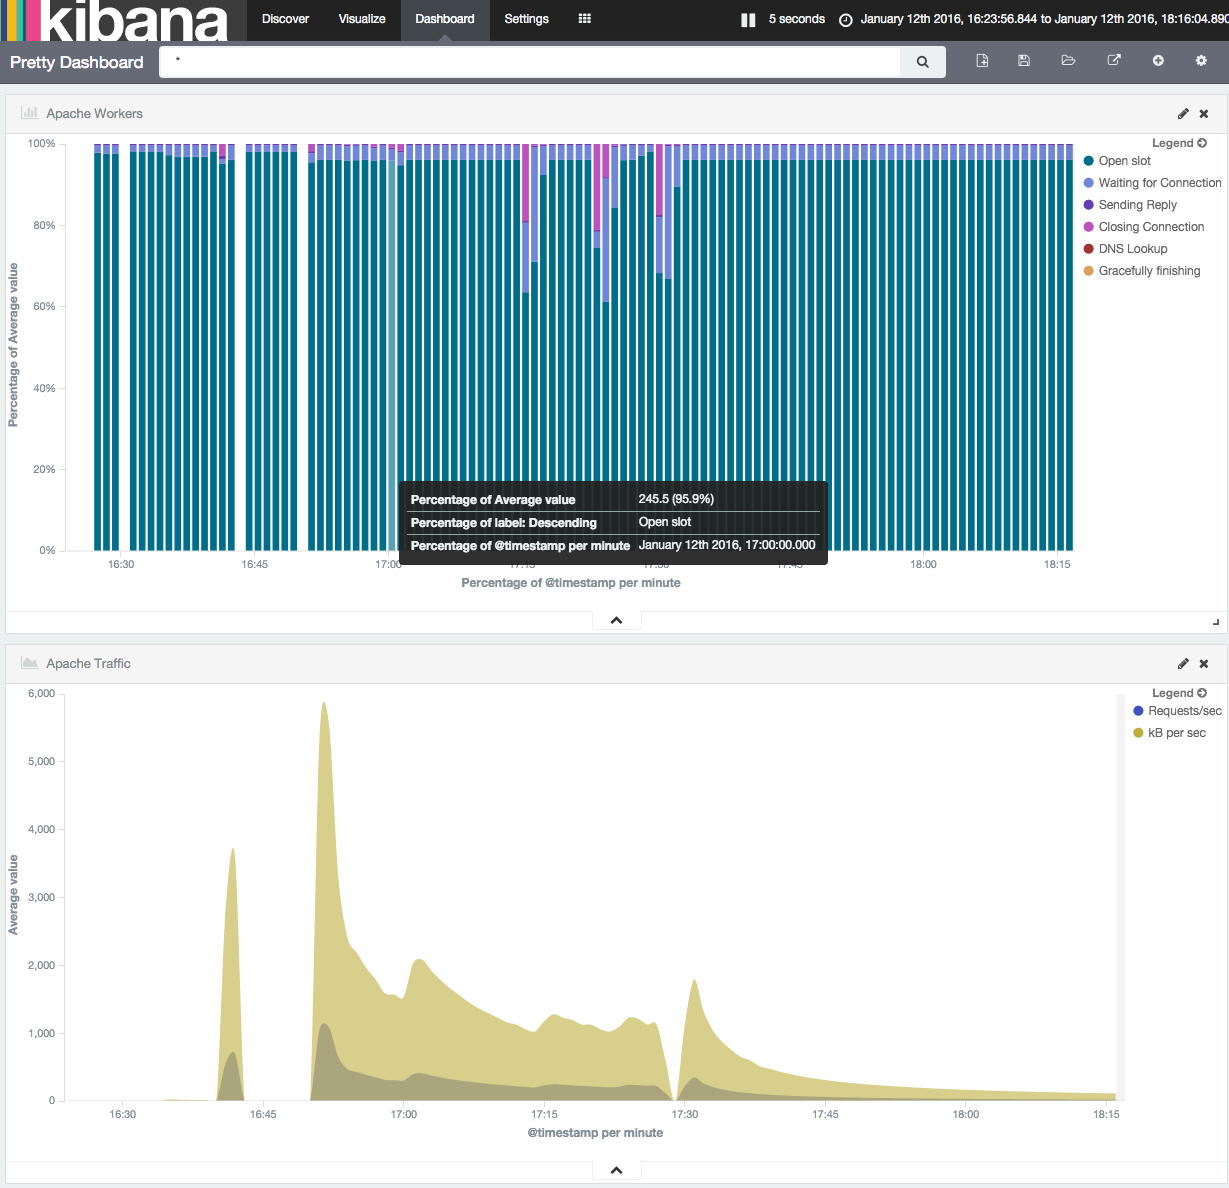 kibana
Discover Visualize Dashboard Settings 5 seconds January 12th 2016, 16:23:56.844 to January 12th 2016, 18:16:04.890
Pretty Dashboard *
Apache Workers
Legend
Open slot
Waiting for Connection
Sending Reply
Closing Connection
DNS Lookup
Gracefully finishing
100%
80%
60%
40%
20%
0%
Percentage of Average value
Percentage of Average value 245.5 (95.9%)
Percentage of label: Descending Open slot
Percentage of @timestamp per minute January 12th 2016, 17:00:00.000
16:30 16:45 17:00 17:15 17:30 17:45 18:00 18:15
Percentage of @timestamp per minute
Apache Traffic
Legend
Requests/sec
kB per sec
6,000
5,000
4,000
3,000
2,000
1,000
0
Average value
16:30 16:45 17:00 17:15 17:30 17:45 18:00 18:15
@timestamp per minute